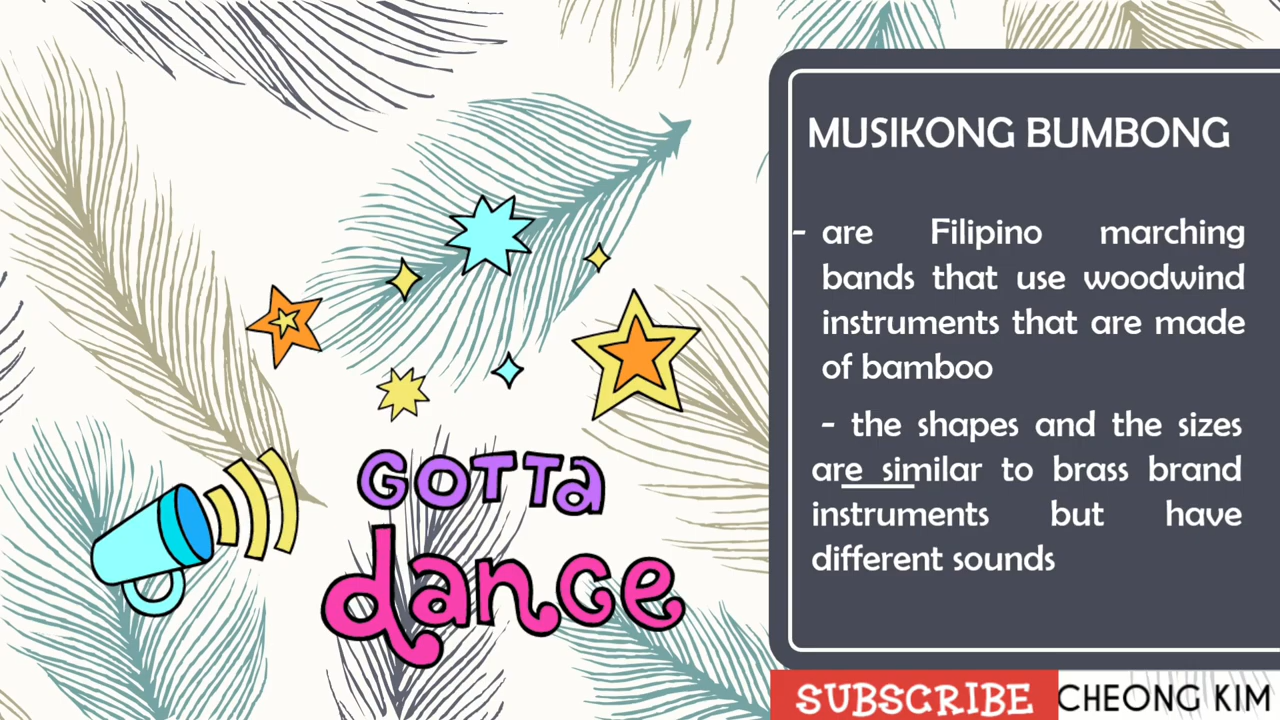 MUSIKONG BUMBONG
- are Filipino marching
bands that use woodwind
instruments that are made
of bamboo
- the shapes and the sizes
are similar to brass brand
instruments but have
different sounds
GOTTa
dance
SUBSCRIBE CHEONG KIM